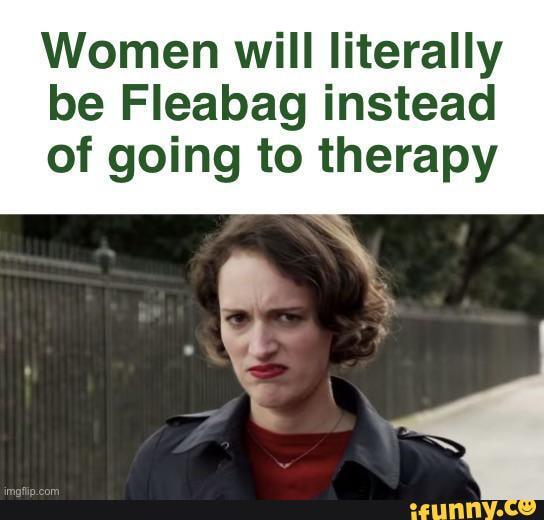 Women will literally
be Fleabag instead
of going to therapy
imgflip.com
ifunny.co